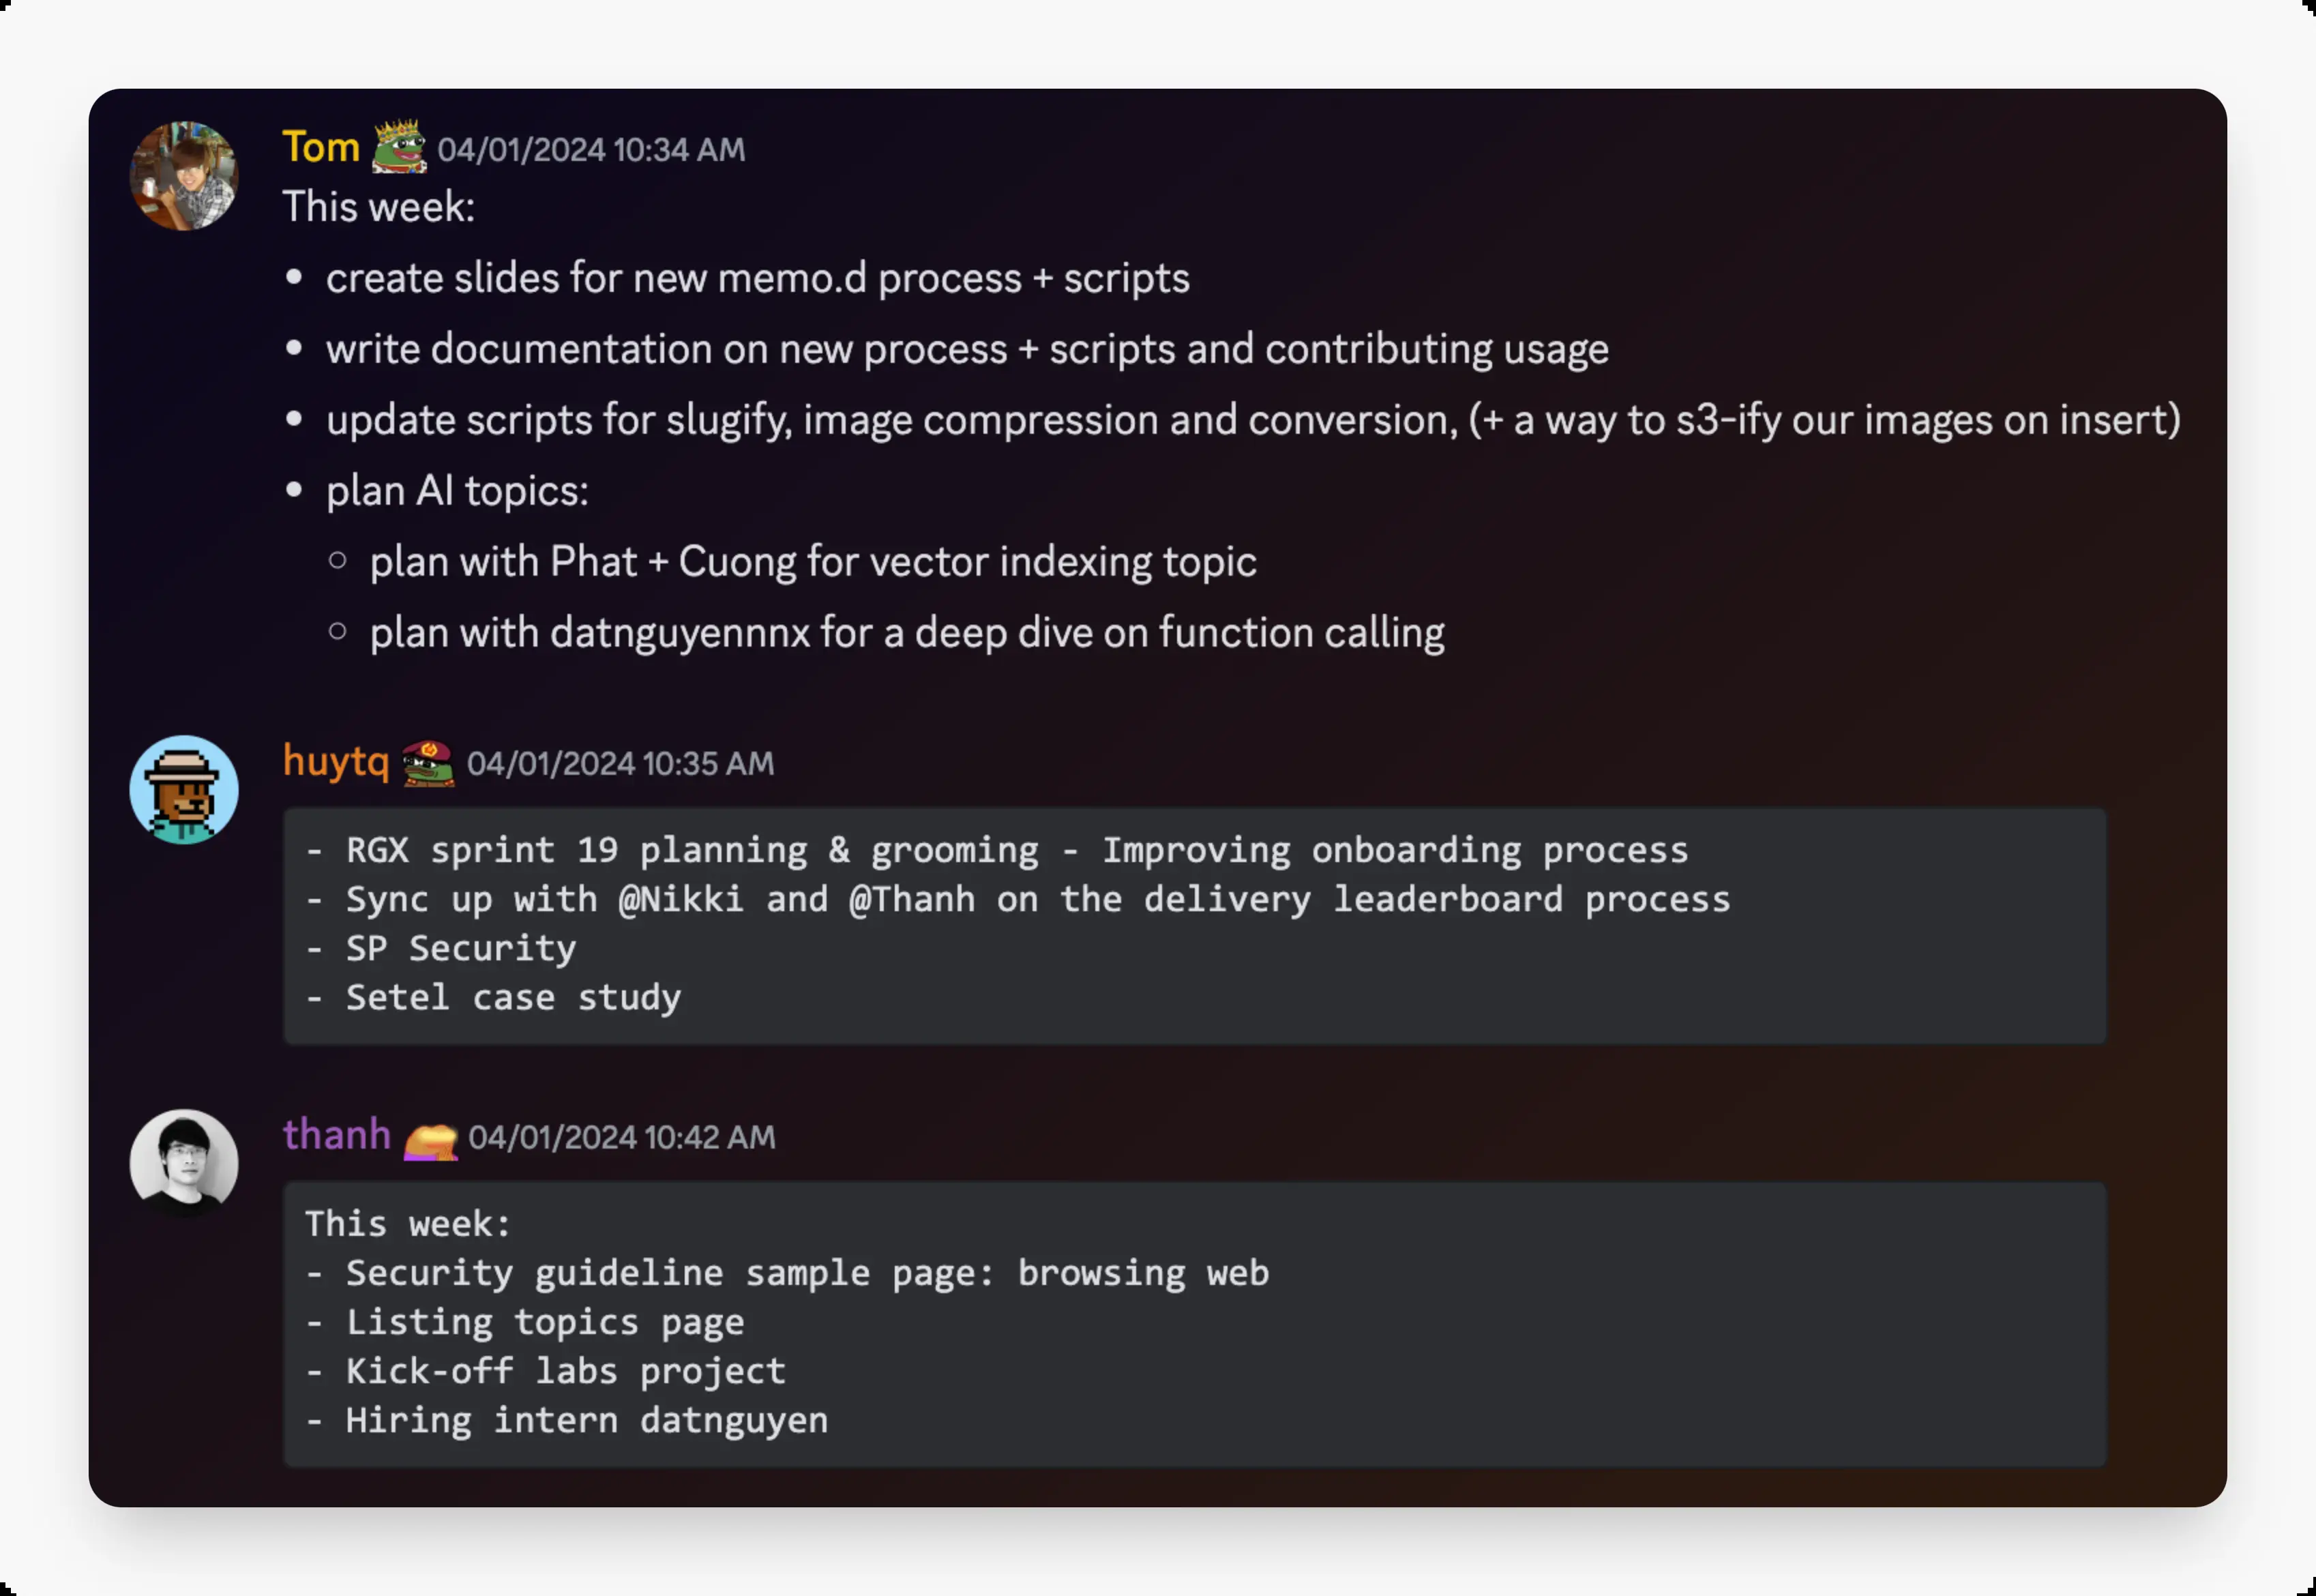 Tom 04/01/2024 10:34 AM
This week:
• create slides for new memo.d process + scripts
• write documentation on new process + scripts and contributing usage
• update scripts for slugify, image compression and conversion, (+ a way to s3-ify our images on insert)
• plan AI topics:
○ plan with Phat + Cuong for vector indexing topic
○ plan with datnguyennnx for a deep dive on function calling
huytq 04/01/2024 10:35 AM
- RGX sprint 19 planning & grooming - Improving onboarding process
- Sync up with @Nikki and @Thanh on the delivery leaderboard process
- SP Security
- Setel case study
thanh 04/01/2024 10:42 AM
This week:
- Security guideline sample page: browsing web
- Listing topics page
- Kick-off labs project
- Hiring intern datnguyen